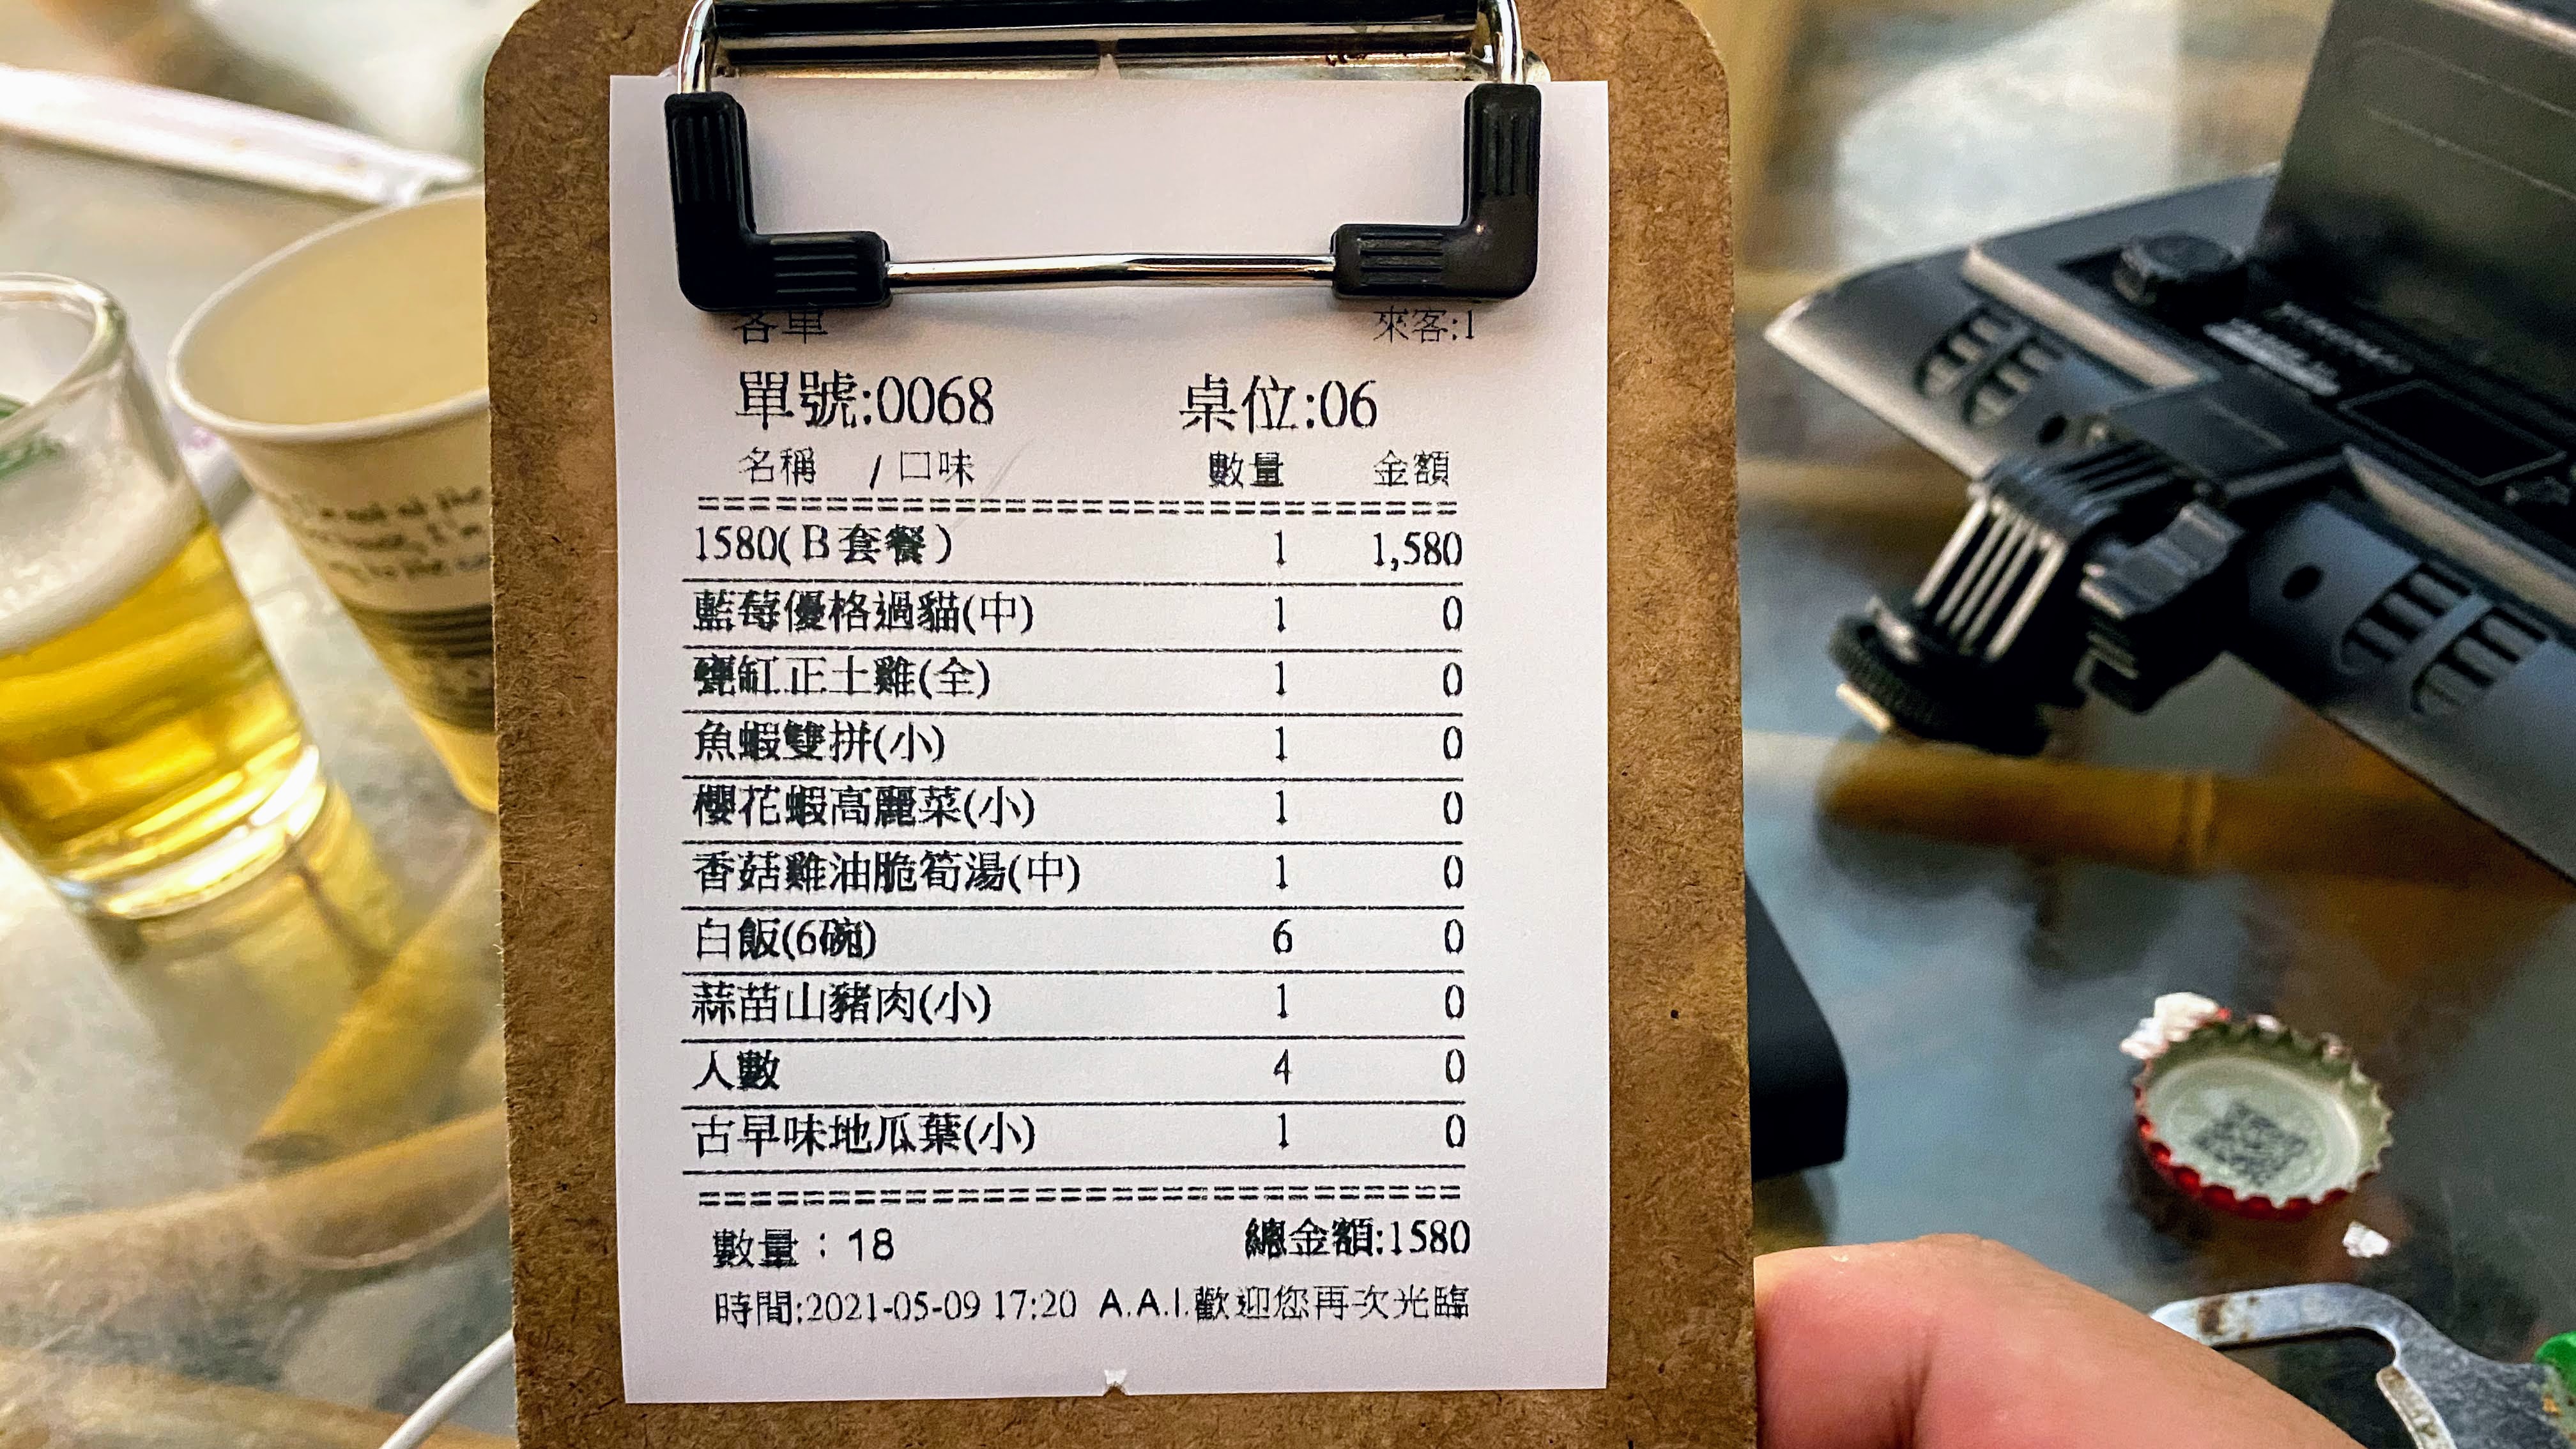 客單 來客:1
單號:0068 桌位:06
名稱 / 口味 數量 金額
1580(B套餐) 1 1,580
藍莓優格過貓(中) 1 0
甕缸正土雞(全) 1 0
魚蝦雙拼(小) 1 0
櫻花蝦高麗菜(小) 1 0
香菇雞油脆筍湯(中) 1 0
白飯(6碗) 6 0
蒜苗山豬肉(小) 1 0
人數 4 0
古早味地瓜葉(小) 1 0
數量：18 總金額:1580
時間:2021-05-09 17:20 A.A.I.歡迎您再次光臨